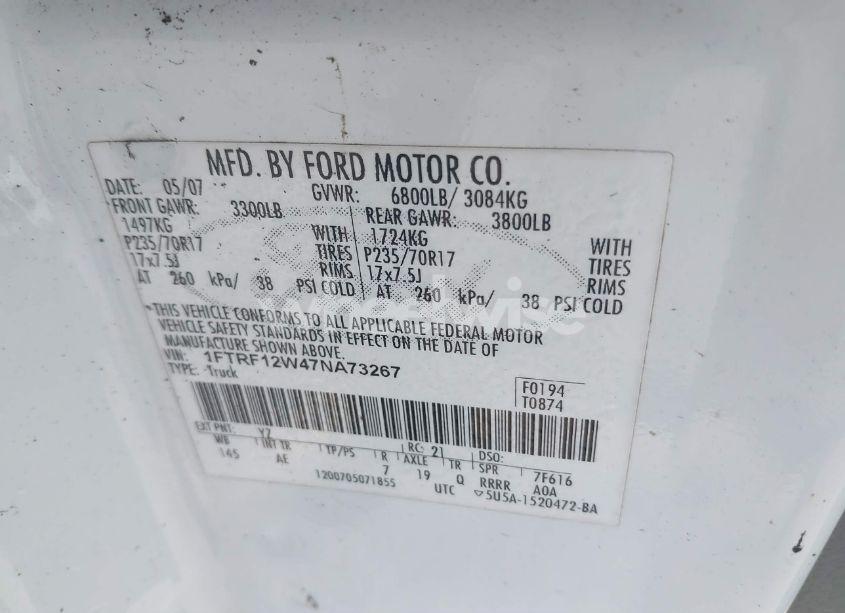 MFD. BY FORD MOTOR CO.
DATE: 05/07 GVWR: 6800LB/ 3084KG
FRONT GAWR: 3300LB REAR GAWR: 3800LB
1497KG WITH 1724KG WITH
P235/70R17 TIRES P235/70R17 TIRES
17x7.5J RIMS 17x7.5J RIMS
AT 260 kPa/ 38 PSI COLD AT 260 kPa/ 38 PSI COLD
*THIS VEHICLE CONFORMS TO ALL APPLICABLE FEDERAL MOTOR
VEHICLE SAFETY STANDARDS IN EFFECT ON THE DATE OF
MANUFACTURE SHOWN ABOVE.
VIN: 1FTRF12W47NA73267
TYPE: Truck
F0194
T0874
EXT PNT: YZ RC: 21 DSO:
WB INT TR TP/PS R AXLE TR SPR 7F616
145 AE 7 19 Q RRRR AOA
1200705071855 UTC ▽5U5A-1520472-BA